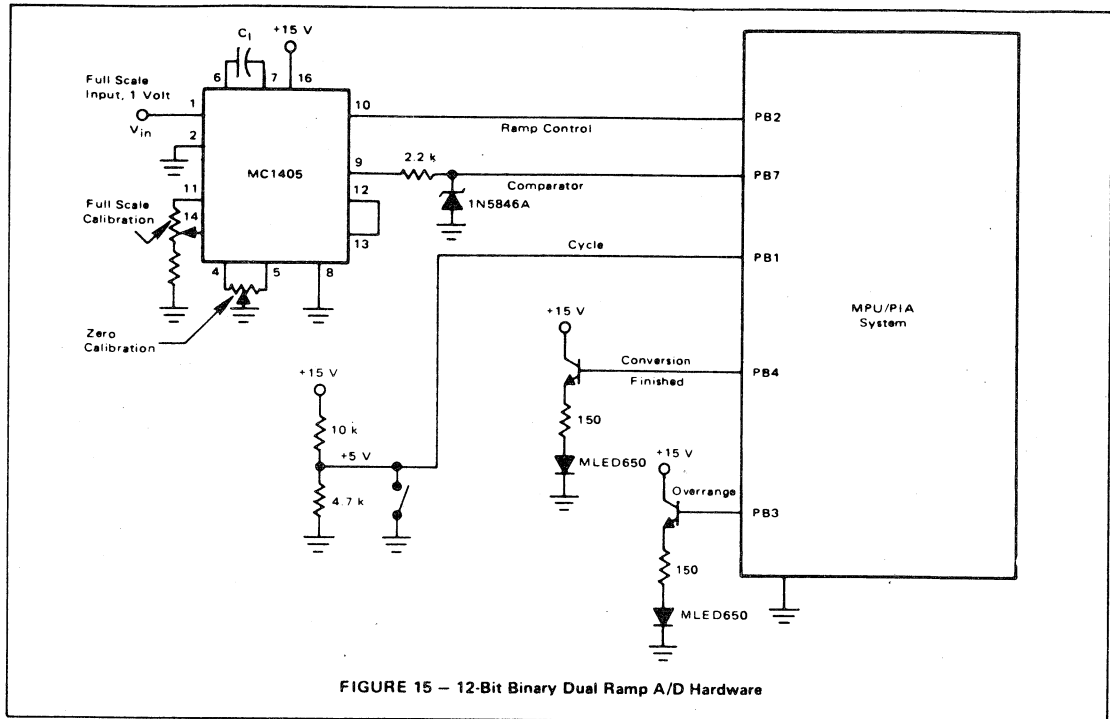 +15 V
C1
6
7
16
Full Scale
Input, 1 Volt
1
10
Vin
Ramp Control
PB2
2
MC1405
9
2.2 k
Comparator
PB7
1N5846A
11
12
Full Scale
Calibration
14
13
Cycle
PB1
4
5
8
Zero
Calibration
MPU/PIA
System
+15 V
Conversion
Finished
PB4
+15 V
150
10 k
+5 V
MLED650
+15 V
4.7 k
Overrange
PB3
150
MLED650
FIGURE 15 – 12-Bit Binary Dual Ramp A/D Hardware